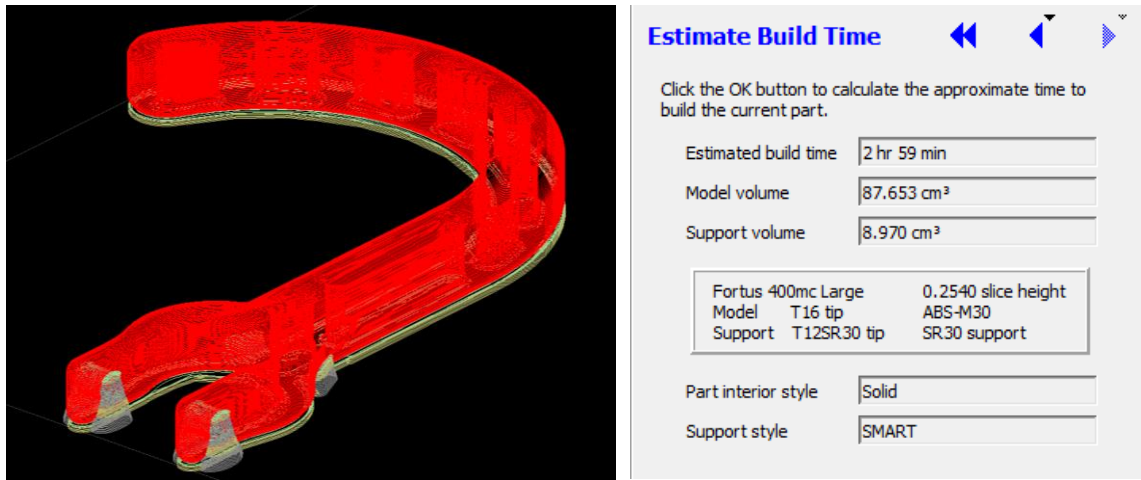 Estimate Build Time
Click the OK button to calculate the approximate time to
build the current part.
Estimated build time 2 hr 59 min
Model volume 87.653 cm³
Support volume 8.970 cm³
Fortus 400mc Large 0.2540 slice height
Model T16 tip ABS-M30
Support T12SR30 tip SR30 support
Part interior style Solid
Support style SMART